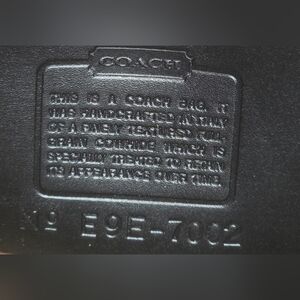 COACH
THIS IS A COACH BAG. IT
WAS HANDCRAFTED IN ITALY
OF A FINELY TEXTURED FULL
GRAIN COWHIDE WHICH IS
SPECIALLY TREATED TO RETAIN
ITS APPEARANCE OVER TIME.
Nº E9E-7002